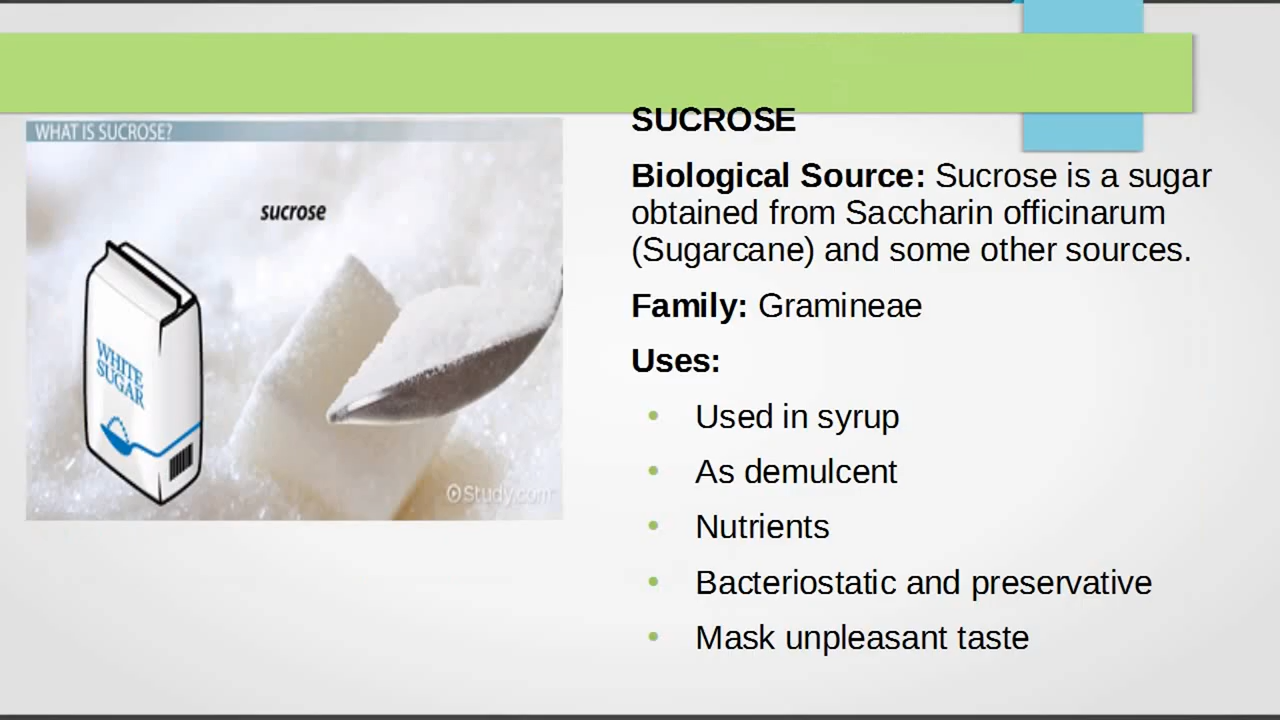 WHAT IS SUCROSE?
sucrose
WHITE
SUGAR
Study.com
SUCROSE
Biological Source: Sucrose is a sugar
obtained from Saccharin officinarum
(Sugarcane) and some other sources.
Family: Gramineae
Uses:
• Used in syrup
• As demulcent
• Nutrients
• Bacteriostatic and preservative
• Mask unpleasant taste